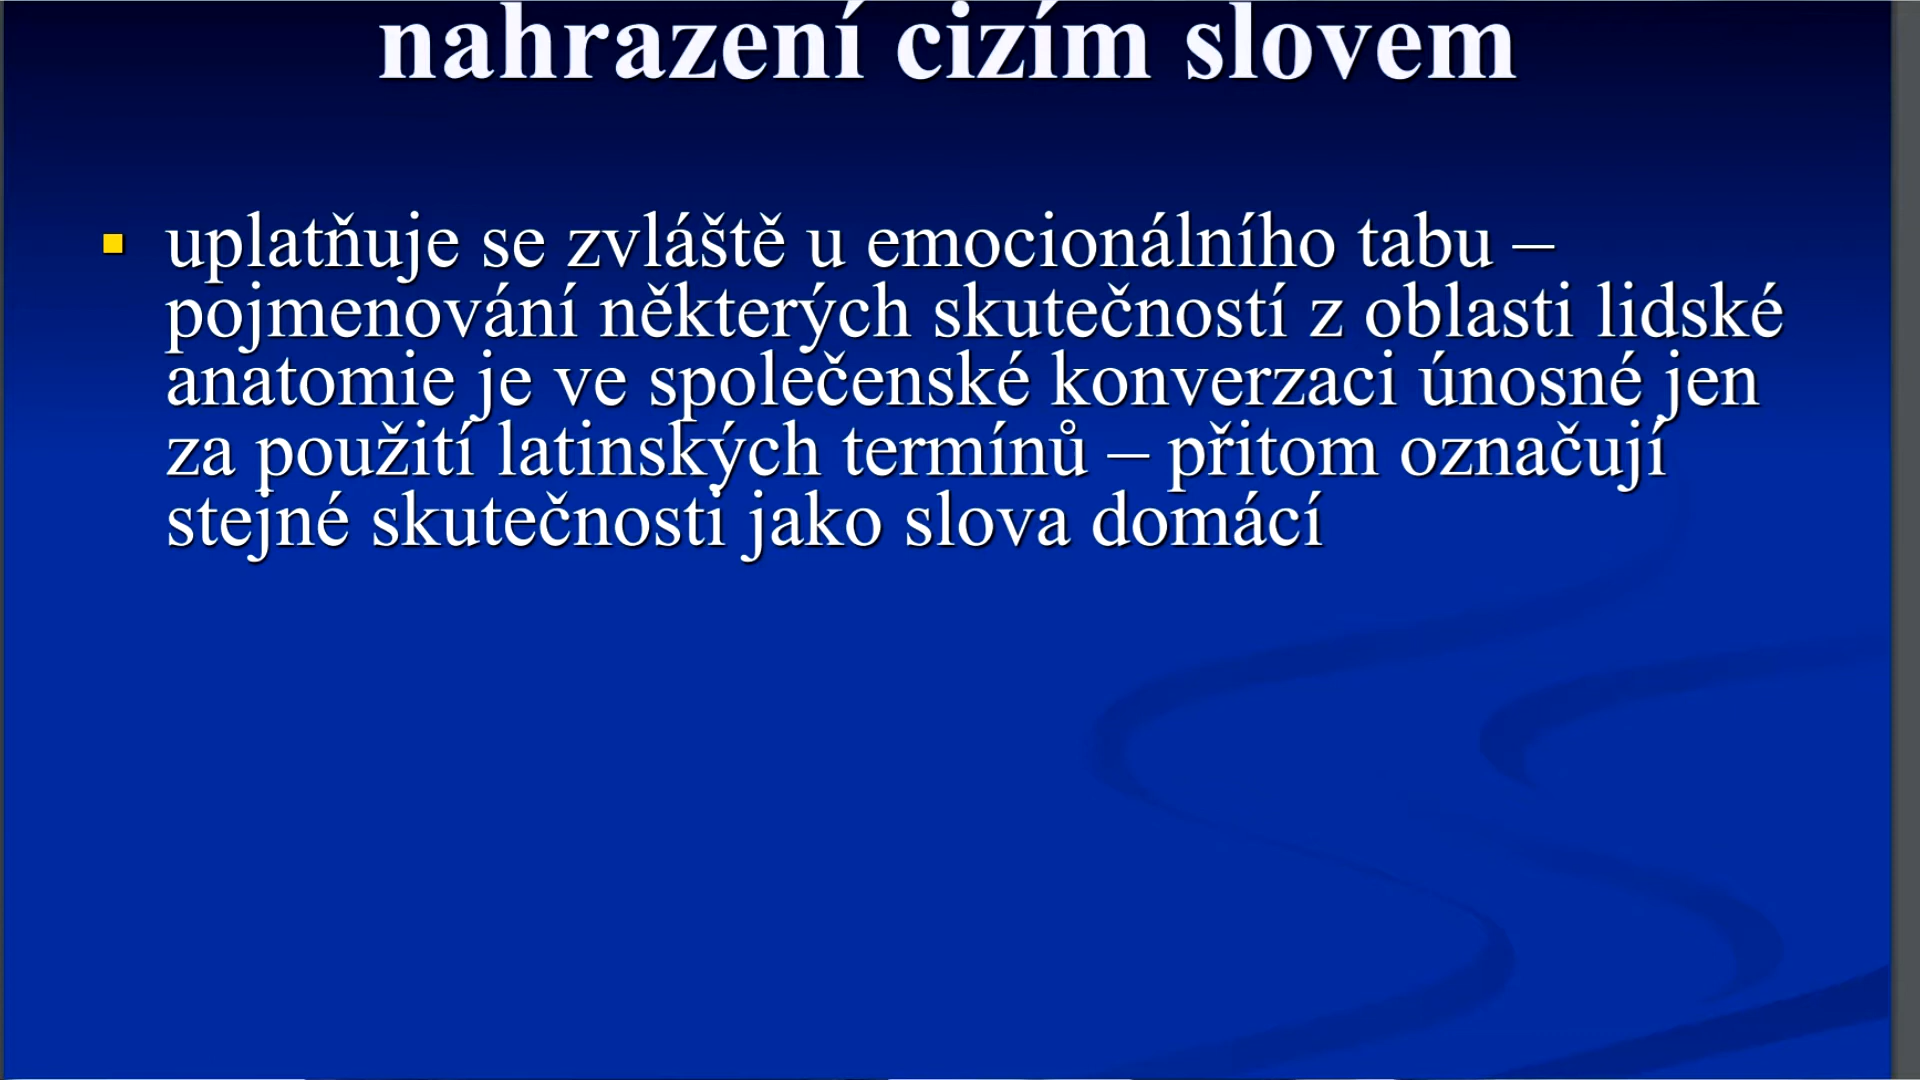 nahrazení cizím slovem
uplatňuje se zvláště u emocionálního tabu –
pojmenování některých skutečností z oblasti lidské
anatomie je ve společenské konverzaci únosné jen
za použití latinských termínů – přitom označují
stejné skutečnosti jako slova domácí